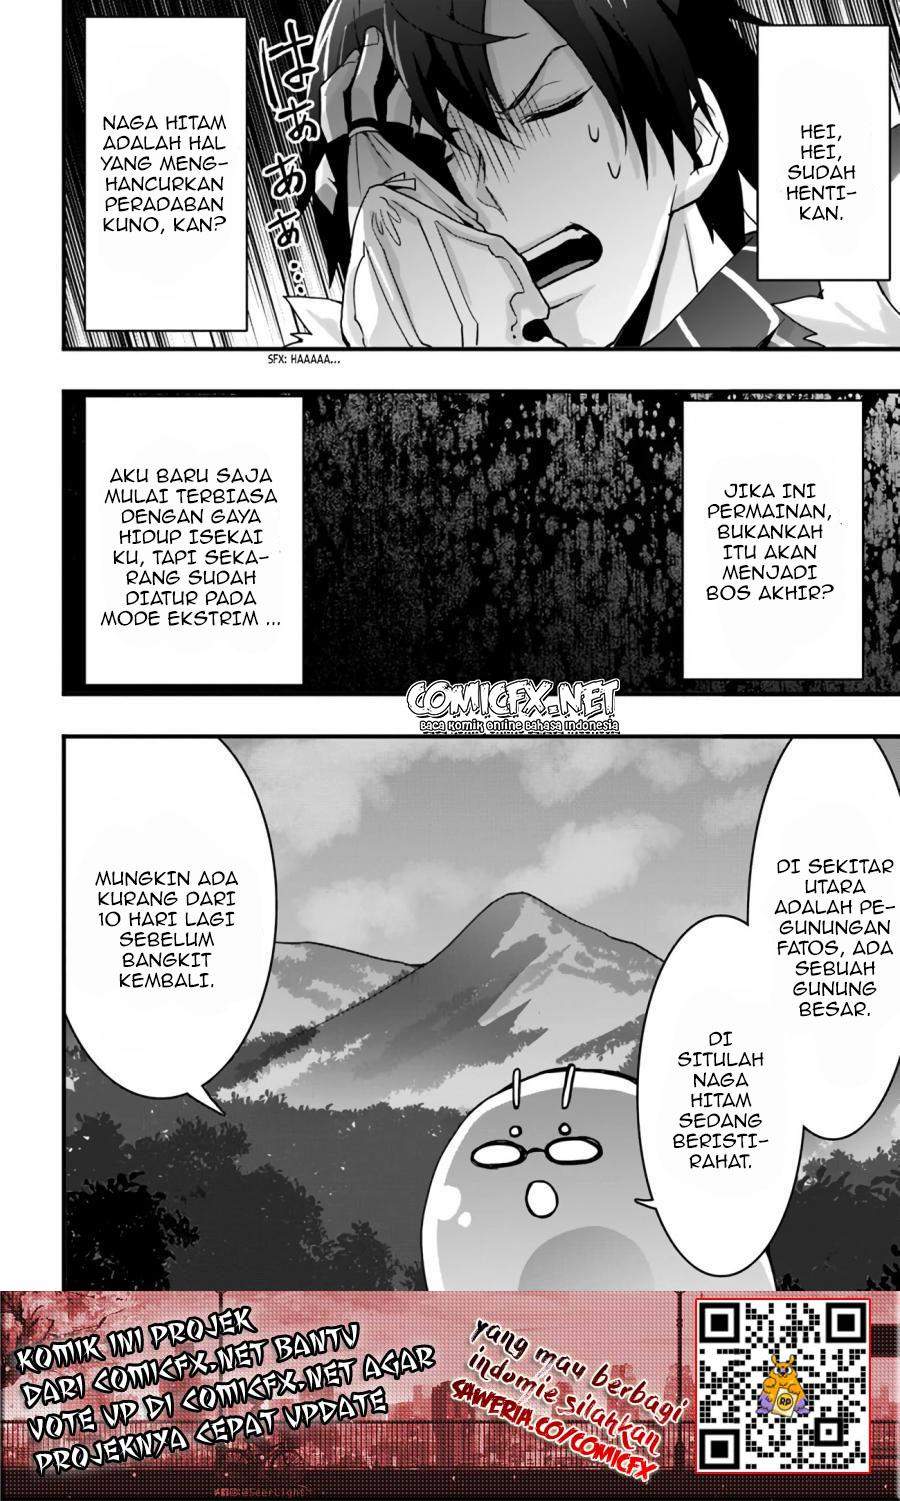 HEI,
HEI,
SUDAH
HENTI-
KAN.
NAGA HITAM
ADALAH HAL
YANG MENG-
HANCURKAN
PERADABAN
KUNO, KAN?
はぁぁぁ…
SFX: HAAAAA...
JIKA INI
PERMAINAN,
BUKANKAH
ITU AKAN
MENJADI
BOS AKHIR?
AKU BARU SAJA
MULAI TERBIASA
DENGAN GAYA
HIDUP ISEKAI
KU, TAPI SEKA-
RANG SUDAH
DIATUR PADA
MODE EKSTRIM ...
COMICFX.NET
Baca Komik Online Bahasa Indonesia
DI SEKITAR
UTARA
ADALAH PE-
GUNUNGAN
FATOS, ADA
SEBUAH
GUNUNG
BESAR.
DI
SITULAH
NAGA
HITAM
SEDANG
BERISTI-
RAHAT.
MUNGKIN ADA
KURANG DARI
10 HARI LAGI
SEBELUM
BANGKIT
KEMBALI.
KOMIK INI PROJEK
DARI COMICFX.NET BANTU
VOTE UP DI COMICFX.NET AGAR
PROJEKNYA CEPAT UPDATE
yang mau berbagi
indomie silahkan
SAWERIA.CO/COMICFX
RP
@SeerLight